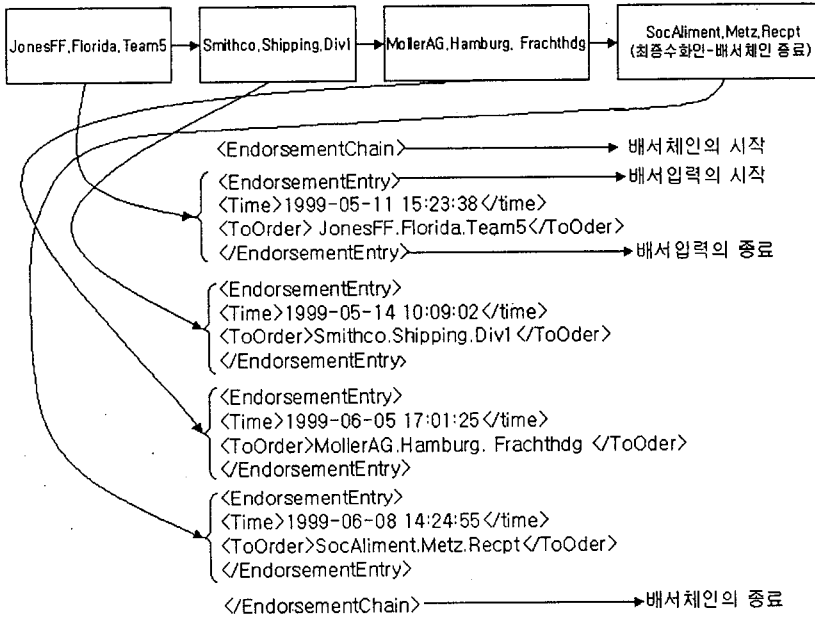 JonesFF,Florida,Team5
Smithco,Shipping,Div1
MollerAG,Hamburg, Frachthdg
SocAliment,Metz,Recpt
(최종수화인-배서체인 종료)
<EndorsementChain> 배서체인의 시작
<EndorsementEntry> 배서입력의 시작
<Time>1999-05-11 15:23:38</time>
<ToOrder> JonesFF.Florida.Team5</ToOder>
</EndorsementEntry> 배서입력의 종료
<EndorsementEntry>
<Time>1999-05-14 10:09:02</time>
<ToOrder>Smithco.Shipping.Div1</ToOder>
</EndorsementEntry>
<EndorsementEntry>
<Time>1999-06-05 17:01:25</time>
<ToOrder>MollerAG.Hamburg. Frachthdg </ToOder>
</EndorsementEntry>
<EndorsementEntry>
<Time>1999-06-08 14:24:55</time>
<ToOrder>SocAliment.Metz.Recpt</ToOder>
</EndorsementEntry>
</EndorsementChain> 배서체인의 종료